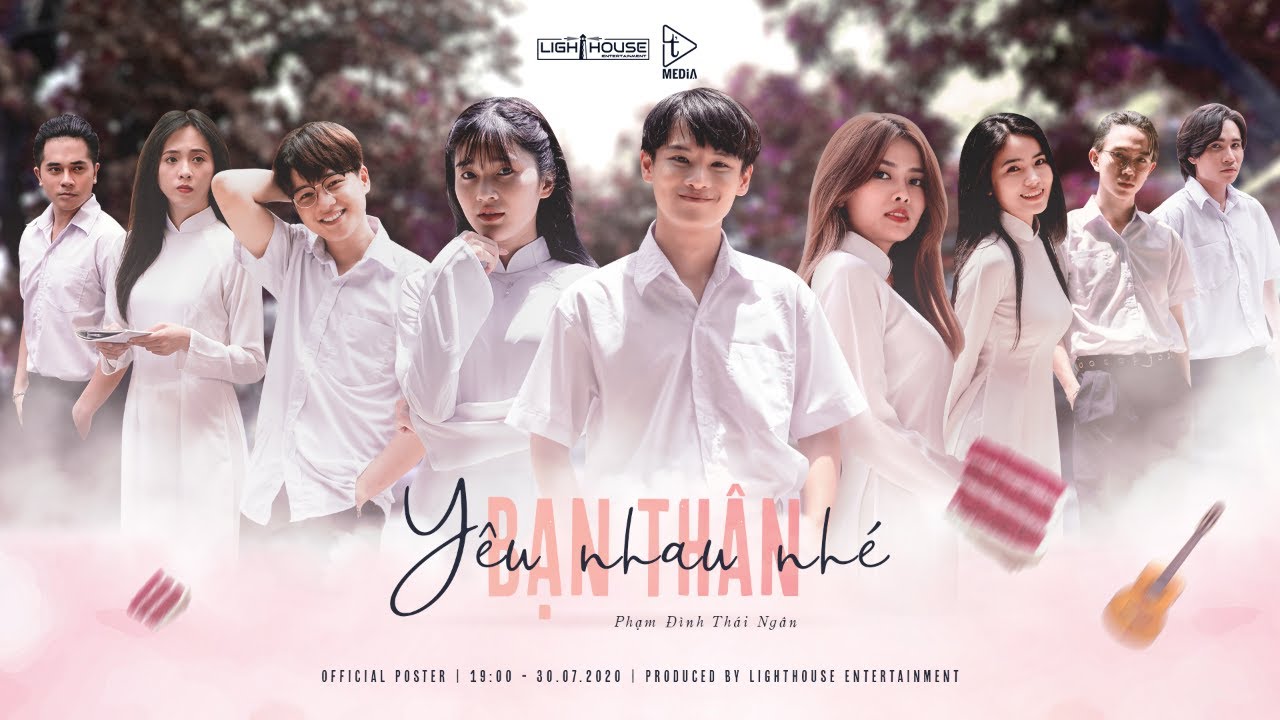 LIGHTHOUSE
ENTERTAINMENT
t
MEDiA
Yêu nhau nhé
BẠN THÂN
Phạm Đình Thái Ngân
OFFICIAL POSTER | 19:00 - 30.07.2020 | PRODUCED BY LIGHTHOUSE ENTERTAINMENT